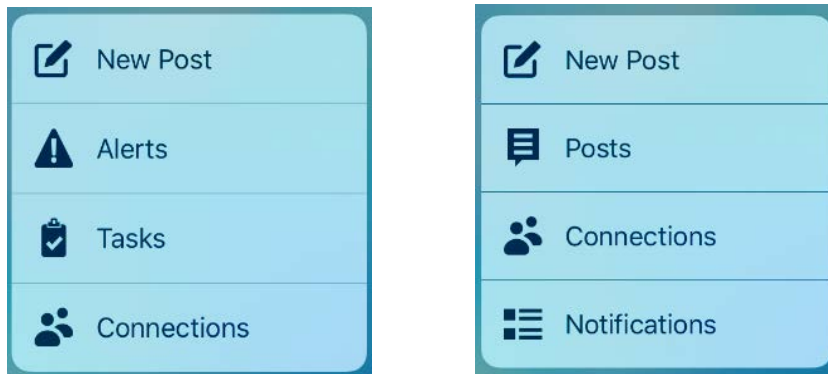 New Post
Alerts
Tasks
Connections
New Post
Posts
Connections
Notifications